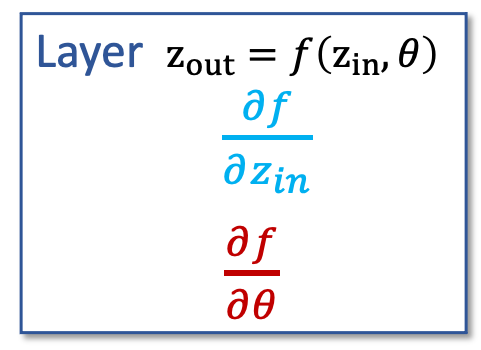 Layer z_out = f(z_in, θ)
∂f
∂z_in
∂f
∂θ